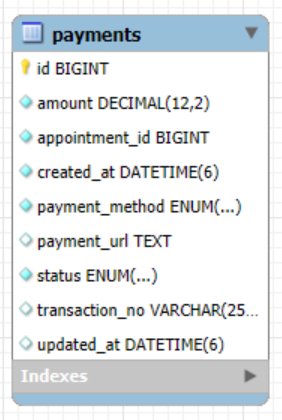 payments
id BIGINT
amount DECIMAL(12,2)
appointment_id BIGINT
created_at DATETIME(6)
payment_method ENUM(...)
payment_url TEXT
status ENUM(...)
transaction_no VARCHAR(25...
updated_at DATETIME(6)
Indexes